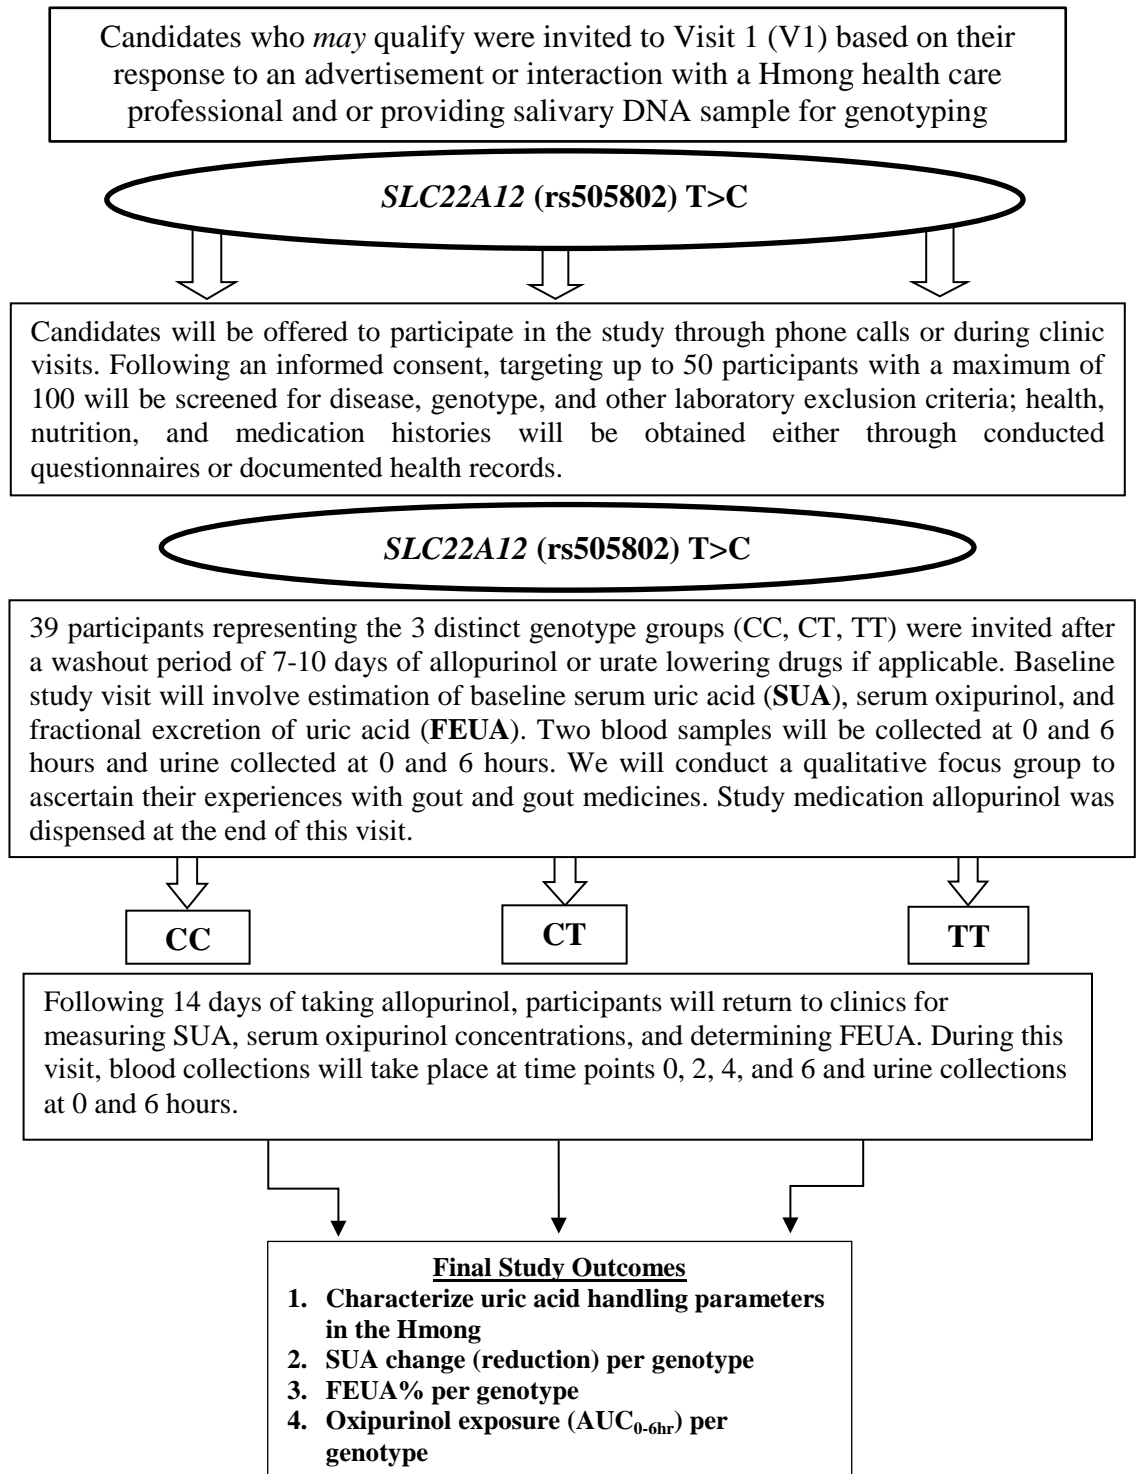 Candidates who may qualify were invited to Visit 1 (V1) based on their
response to an advertisement or interaction with a Hmong health care
professional and or providing salivary DNA sample for genotyping
SLC22A12 (rs505802) T>C
Candidates will be offered to participate in the study through phone calls or during clinic
visits. Following an informed consent, targeting up to 50 participants with a maximum of
100 will be screened for disease, genotype, and other laboratory exclusion criteria; health,
nutrition, and medication histories will be obtained either through conducted
questionnaires or documented health records.
SLC22A12 (rs505802) T>C
39 participants representing the 3 distinct genotype groups (CC, CT, TT) were invited after
a washout period of 7-10 days of allopurinol or urate lowering drugs if applicable. Baseline
study visit will involve estimation of baseline serum uric acid (SUA), serum oxipurinol, and
fractional excretion of uric acid (FEUA). Two blood samples will be collected at 0 and 6
hours and urine collected at 0 and 6 hours. We will conduct a qualitative focus group to
ascertain their experiences with gout and gout medicines. Study medication allopurinol was
dispensed at the end of this visit.
CC
CT
TT
Following 14 days of taking allopurinol, participants will return to clinics for
measuring SUA, serum oxipurinol concentrations, and determining FEUA. During this
visit, blood collections will take place at time points 0, 2, 4, and 6 and urine collections
at 0 and 6 hours.
Final Study Outcomes
1. Characterize uric acid handling parameters
in the Hmong
2. SUA change (reduction) per genotype
3. FEUA% per genotype
4. Oxipurinol exposure (AUC0-6hr) per
genotype